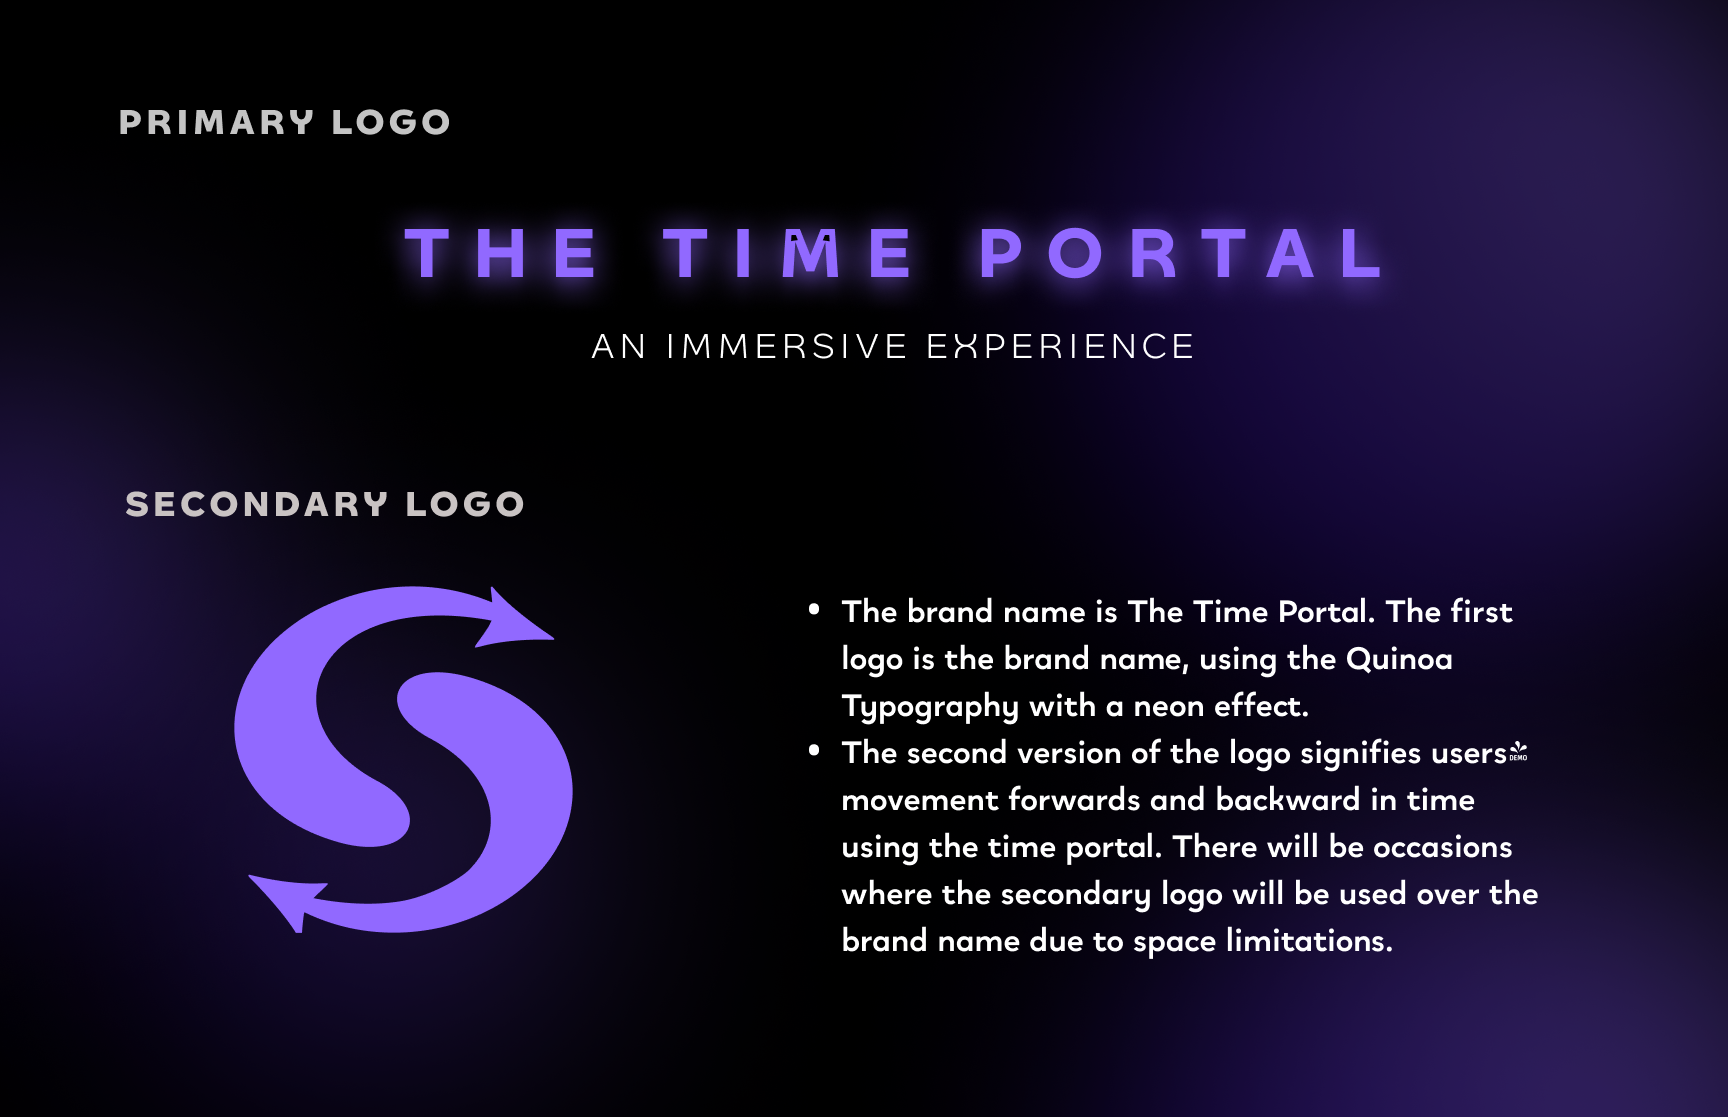 PRIMARY LOGO
THE TIME PORTAL
AN IMMERSIVE EXPERIENCE
SECONDARY LOGO
• The brand name is The Time Portal. The first
logo is the brand name, using the Quinoa
Typography with a neon effect.
• The second version of the logo signifies users DEMO
movement forwards and backward in time
using the time portal. There will be occasions
where the secondary logo will be used over the
brand name due to space limitations.